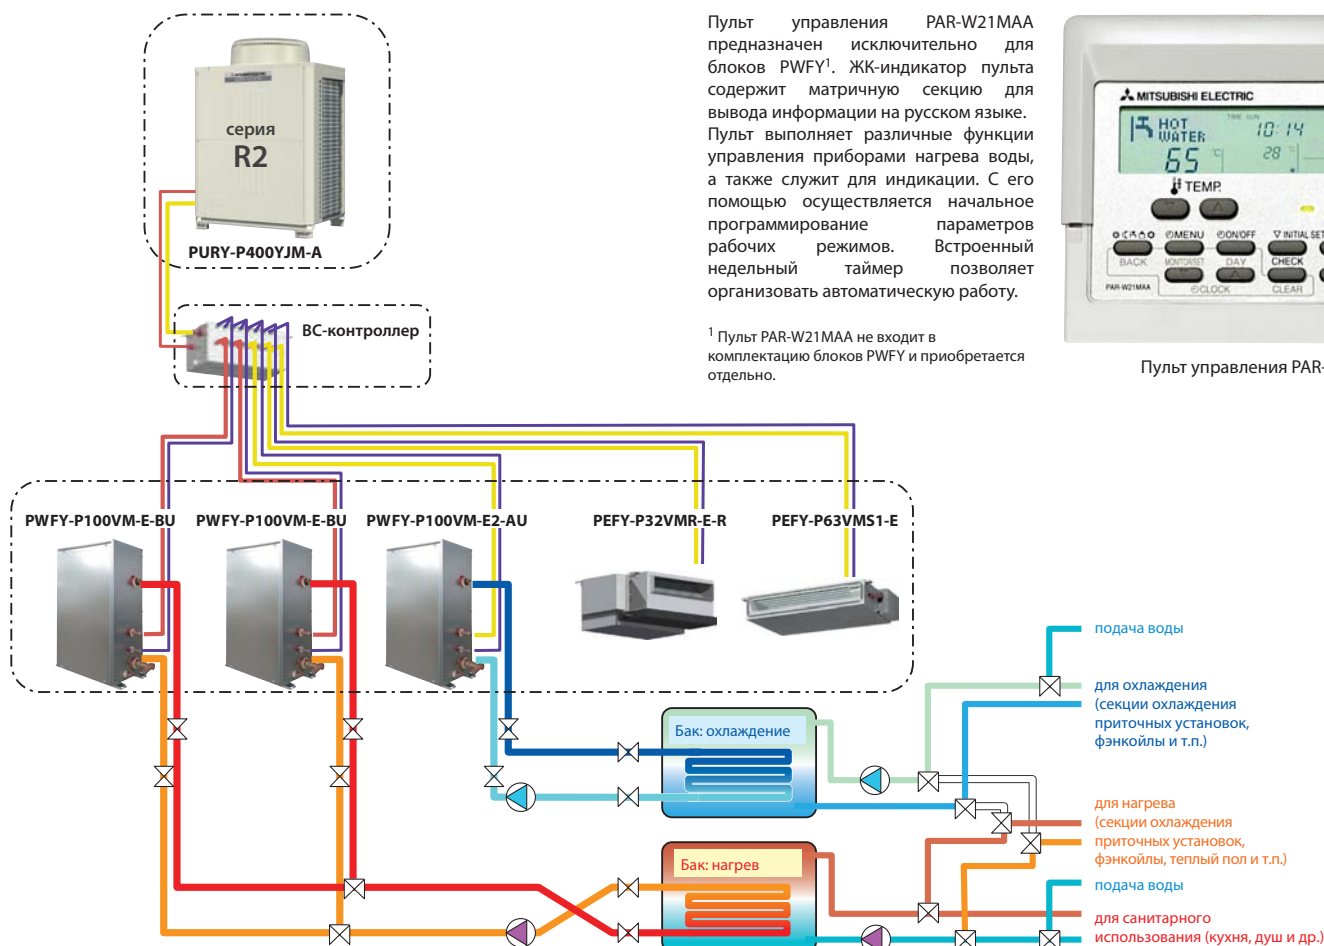 серия
R2
PURY-P400YJM-A
BC-контроллер
Пульт управления PAR-W21MAA
предназначен исключительно для
блоков PWFY¹. ЖК-индикатор пульта
содержит матричную секцию для
вывода информации на русском языке.
Пульт выполняет различные функции
управления приборами нагрева воды,
а также служит для индикации. С его
помощью осуществляется начальное
программирование параметров
рабочих режимов. Встроенный
недельный таймер позволяет
организовать автоматическую работу.
¹ Пульт PAR-W21MAA не входит в
комплектацию блоков PWFY и приобретается
отдельно.
MITSUBISHI ELECTRIC
TIME SUN
HOT
WATER
10:14
65 °C
28 °C
TEMP.
MENU ON/OFF INITIAL SET
BACK MONITOR/SET DAY CHECK
PAR-W21MAA CLOCK CLEAR
Пульт управления PAR-
PWFY-P100VM-E-BU PWFY-P100VM-E-BU PWFY-P100VM-E2-AU PEFY-P32VMR-E-R PEFY-P63VMS1-E
подача воды
для охлаждения
(секции охлаждения
приточных установок,
фэнкойлы и т.п.)
Бак: охлаждение
для нагрева
(секции охлаждения
приточных установок,
фэнкойлы, теплый пол и т.п.)
Бак: нагрев
подача воды
для санитарного
использования (кухня, душ и др.)